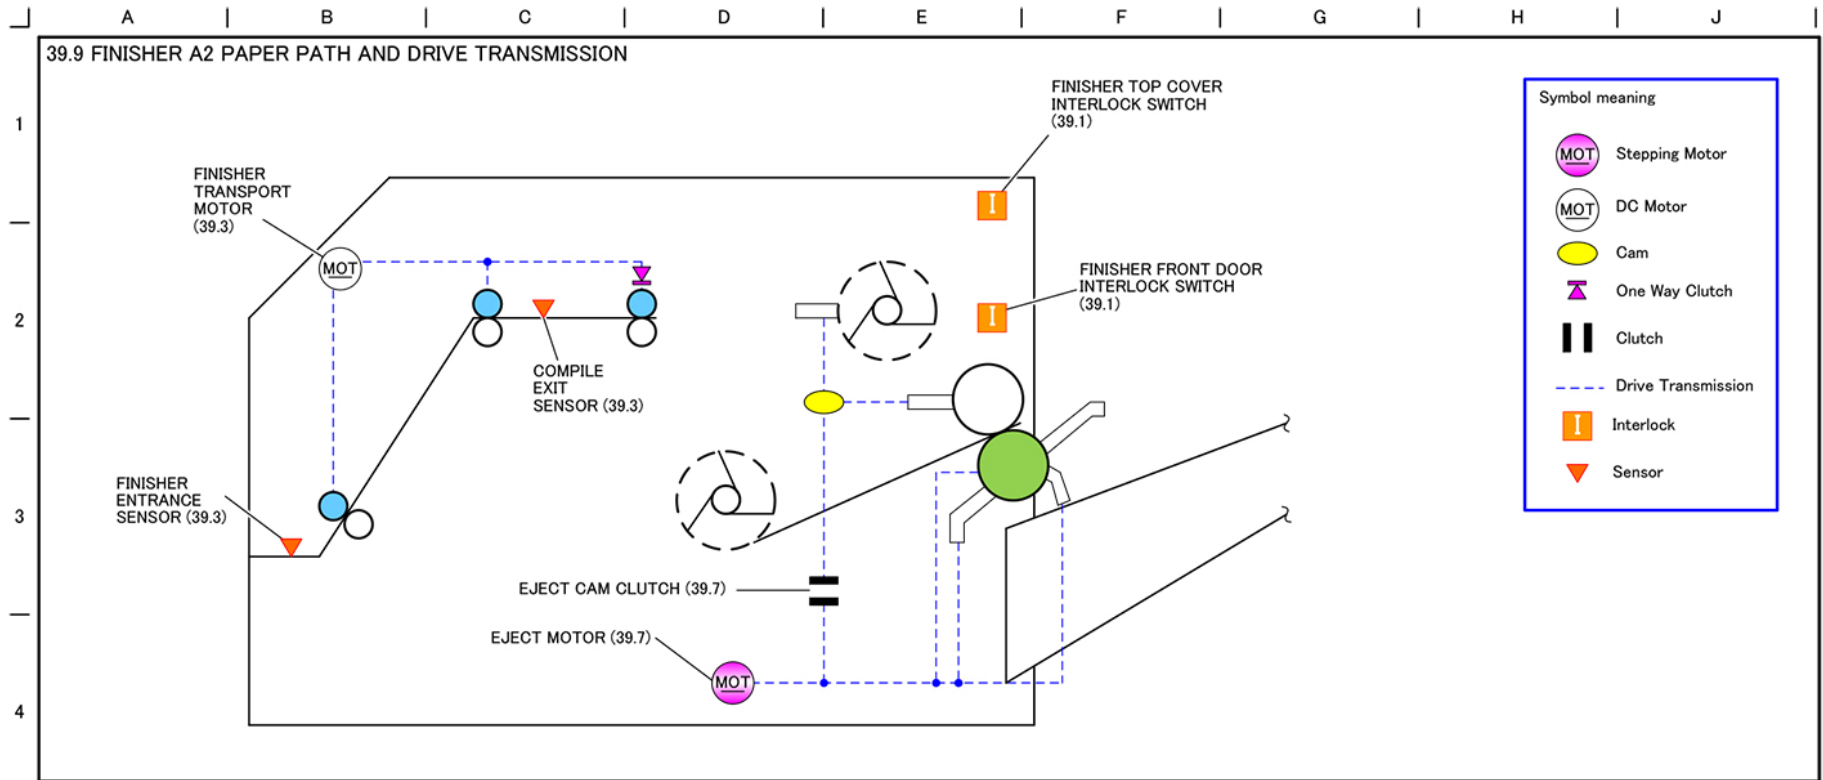 A B C D E F G H J
39.9 FINISHER A2 PAPER PATH AND DRIVE TRANSMISSION
1
2
3
4
FINISHER TOP COVER
INTERLOCK SWITCH
(39.1)
FINISHER
TRANSPORT
MOTOR
(39.3)
MOT
FINISHER FRONT DOOR
INTERLOCK SWITCH
(39.1)
I
I
COMPILE
EXIT
SENSOR (39.3)
FINISHER
ENTRANCE
SENSOR (39.3)
EJECT CAM CLUTCH (39.7)
EJECT MOTOR (39.7)
MOT
Symbol meaning
MOT Stepping Motor
MOT DC Motor
Cam
One Way Clutch
Clutch
Drive Transmission
I Interlock
Sensor